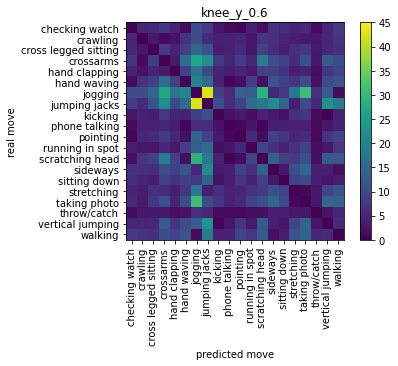 knee_y_0.6
real move
checking watch
crawling
cross legged sitting
crossarms
hand clapping
hand waving
jogging
jumping jacks
kicking
phone talking
pointing
running in spot
scratching head
sideways
sitting down
stretching
taking photo
throw/catch
vertical jumping
walking
checking watch
crawling
cross legged sitting
crossarms
hand clapping
hand waving
jogging
jumping jacks
kicking
phone talking
pointing
running in spot
scratching head
sideways
sitting down
stretching
taking photo
throw/catch
vertical jumping
walking
predicted move
45
40
35
30
25
20
15
10
5
0